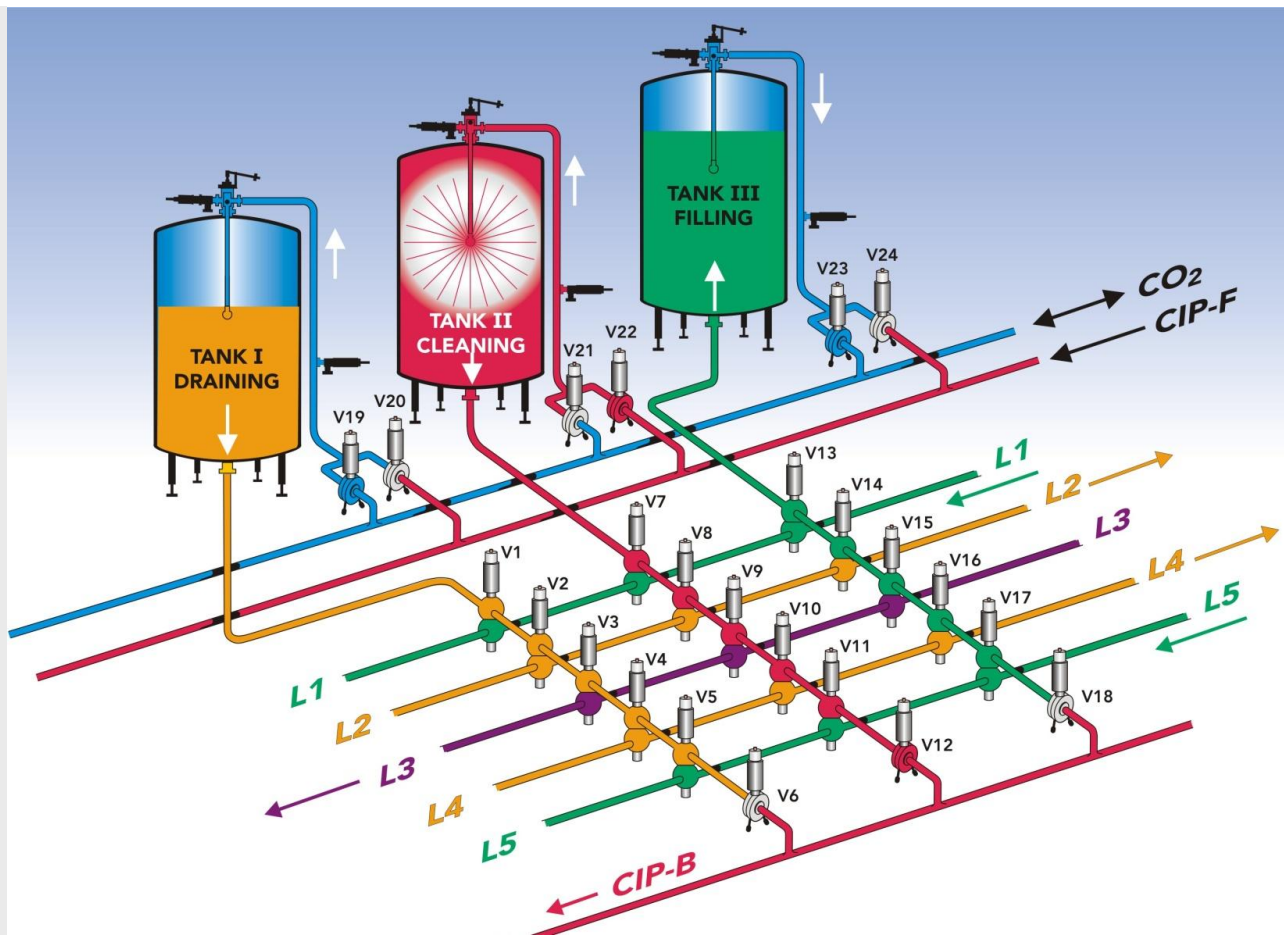 TANK I
DRAINING
TANK II
CLEANING
TANK III
FILLING
V19
V20
V21
V22
V23
V24
CO2
CIP-F
V1
V2
V3
V4
V5
V6
V7
V8
V9
V10
V11
V12
V13
V14
V15
V16
V17
V18
L1
L2
L3
L4
L5
L1
L2
L3
L4
L5
CIP-B